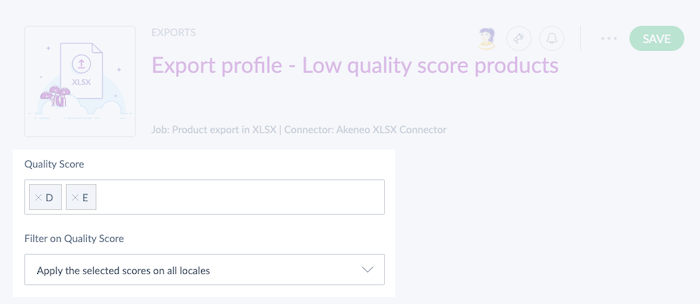 EXPORTS
SAVE
Export profile - Low quality score products
XLSX
Job: Product export in XLSX | Connector: Akeneo XLSX Connector
Quality Score
D E
Filter on Quality Score
Apply the selected scores on all locales